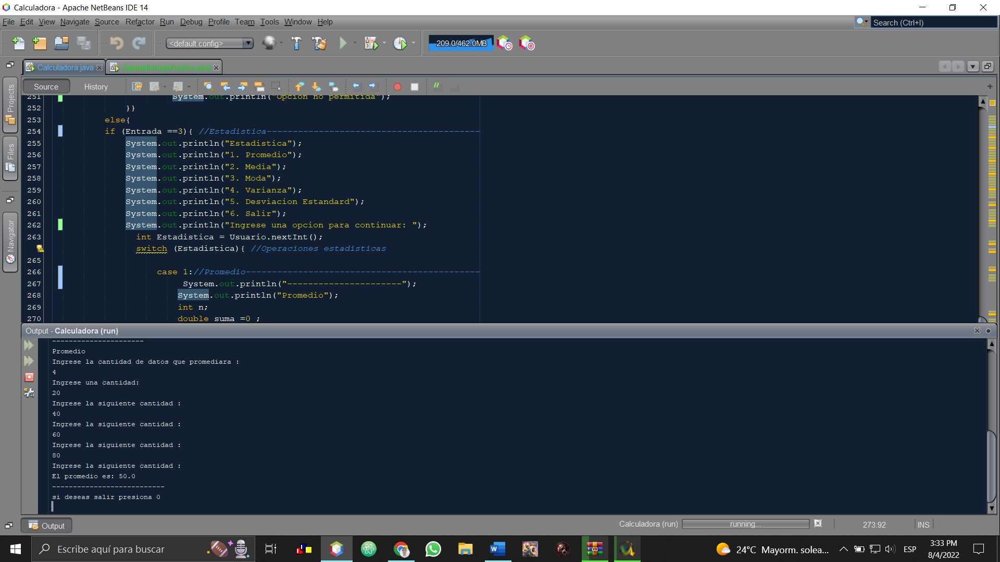 Calculadora - Apache NetBeans IDE 14
File Edit View Navigate Source Refactor Run Debug Profile Team Tools Window Help
Search (Ctrl+I)
<default config>
209.0/462.0MB
Calculadora.java
Operadoresprimarios.java
Source History
Projects
Files
Navigator
251 System.out.println("Opcion no permitida");
252 }}
253 else{
254 if (Entrada ==3){ //Estadistica-----------------------------------------
255 System.out.println("Estadistica");
256 System.out.println("1. Promedio");
257 System.out.println("2. Media");
258 System.out.println("3. Moda");
259 System.out.println("4. Varianza");
260 System.out.println("5. Desviacion Estandard");
261 System.out.println("6. Salir");
262 System.out.println("Ingrese una opcion para continuar: ");
263 int Estadistica = Usuario.nextInt();
switch (Estadistica){ //Operaciones estadisticas
265
266 case 1://Promedio---------------------------------------------
267 System.out.println("----------------------");
268 System.out.println("Promedio");
269 int n;
270 double suma =0 ;
Output - Calculadora (run)
----------------------
Promedio
Ingrese la cantidad de datos que promediara :
4
Ingrese una cantidad:
20
Ingrese la siguiente cantidad :
40
Ingrese la siguiente cantidad :
60
Ingrese la siguiente cantidad :
80
Ingrese la siguiente cantidad :
El promedio es: 50.0
---------------------------
si deseas salir presiona 0
Output
Calculadora (run) running... 273:92 INS
Escribe aquí para buscar
24°C Mayorm. solea... ESP
3:33 PM
8/4/2022